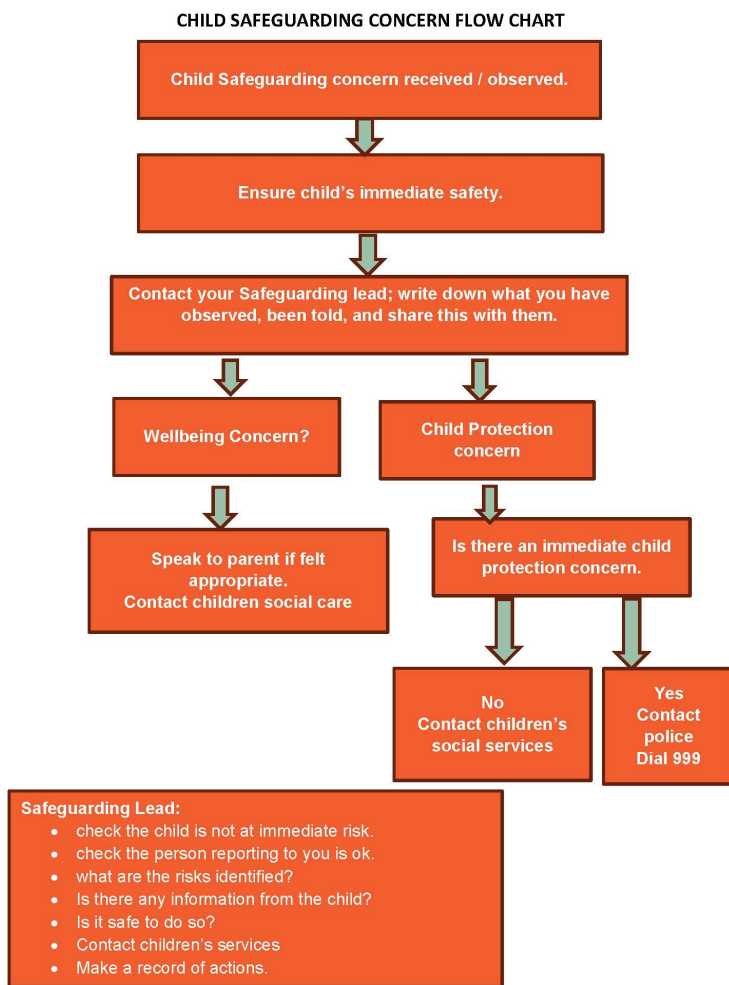 CHILD SAFEGUARDING CONCERN FLOW CHART
Child Safeguarding concern received / observed.
Ensure child's immediate safety.
Contact your Safeguarding lead; write down what you have
observed, been told, and share this with them.
Wellbeing Concern?
Child Protection
concern
Speak to parent if felt
appropriate.
Contact children social care
Is there an immediate child
protection concern.
No
Contact children's
social services
Yes
Contact
police
Dial 999
Safeguarding Lead:
• check the child is not at immediate risk.
• check the person reporting to you is ok.
• what are the risks identified?
• Is there any information from the child?
• Is it safe to do so?
• Contact children's services
• Make a record of actions.